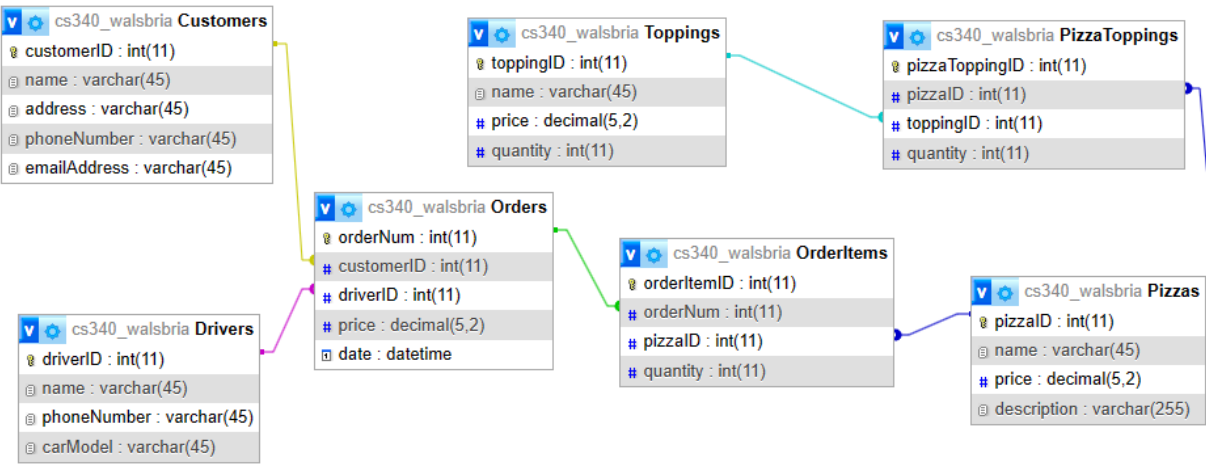 cs340_walsbria Customers
customerID : int(11)
name : varchar(45)
address : varchar(45)
phoneNumber : varchar(45)
emailAddress : varchar(45)
cs340_walsbria Toppings
toppingID : int(11)
name : varchar(45)
price : decimal(5,2)
quantity : int(11)
cs340_walsbria PizzaToppings
pizzaToppingID : int(11)
pizzaID : int(11)
toppingID : int(11)
quantity : int(11)
cs340_walsbria Orders
orderNum : int(11)
customerID : int(11)
driverID : int(11)
price : decimal(5,2)
date : datetime
cs340_walsbria OrderItems
orderItemID : int(11)
orderNum : int(11)
pizzaID : int(11)
quantity : int(11)
cs340_walsbria Pizzas
pizzaID : int(11)
name : varchar(45)
price : decimal(5,2)
description : varchar(255)
cs340_walsbria Drivers
driverID : int(11)
name : varchar(45)
phoneNumber : varchar(45)
carModel : varchar(45)